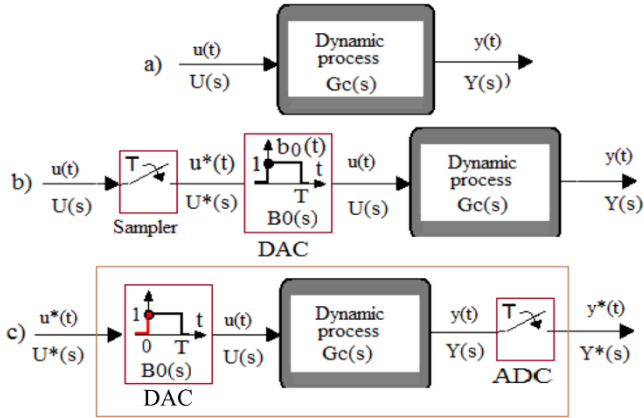 a)
u(t)
U(s)
Dynamic
process
Gc(s)
y(t)
Y(s))
b)
u(t)
U(s)
T
Sampler
u*(t)
U*(s)
b0(t)
1
t
T
B0(s)
DAC
u(t)
U(s)
Dynamic
process
Gc(s)
y(t)
Y(s)
c)
u*(t)
U*(s)
1
t
0
T
B0(s)
DAC
u(t)
U(s)
Dynamic
process
Gc(s)
y(t)
Y(s)
T
ADC
y*(t)
Y*(s)